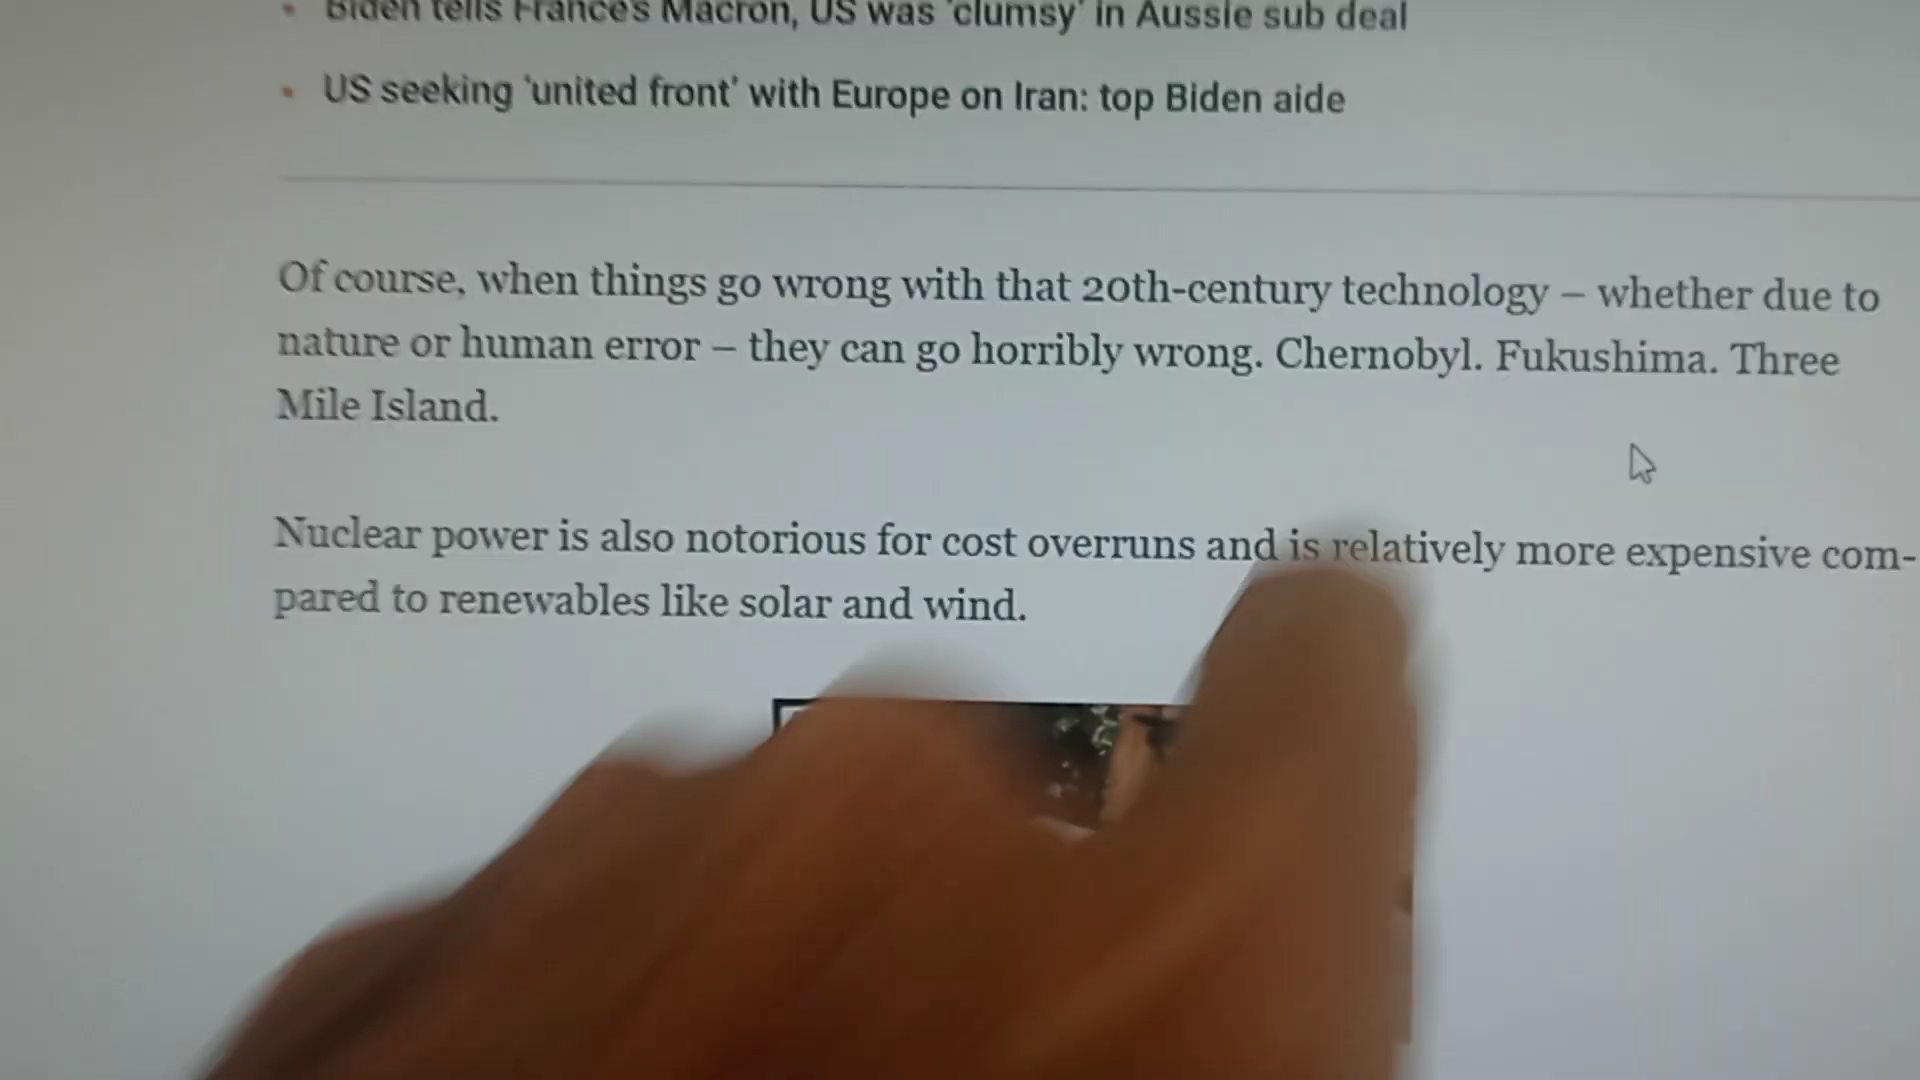 Biden tells France's Macron, US was 'clumsy' in Aussie sub deal
US seeking 'united front' with Europe on Iran: top Biden aide
Of course, when things go wrong with that 20th-century technology – whether due to
nature or human error – they can go horribly wrong. Chernobyl. Fukushima. Three
Mile Island.
Nuclear power is also notorious for cost overruns and is relatively more expensive com-
pared to renewables like solar and wind.